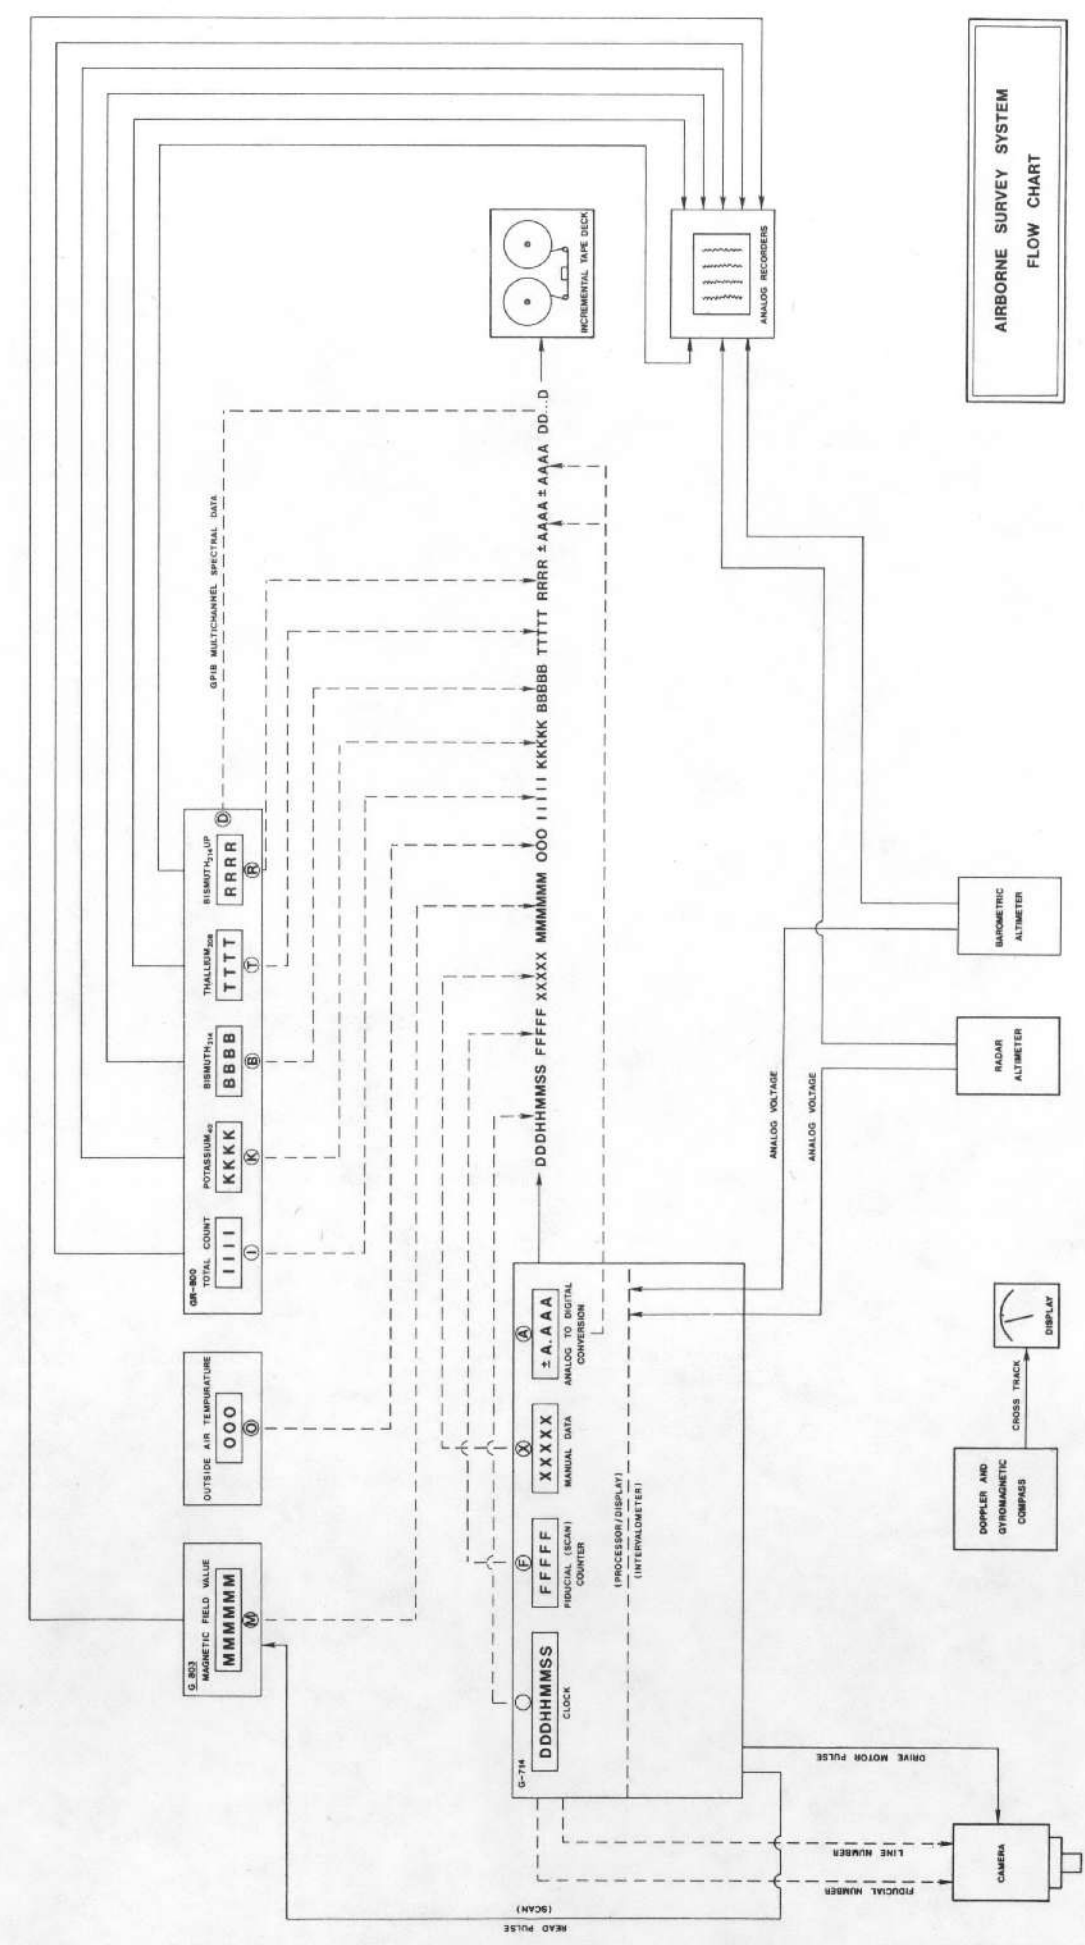 AIRBORNE SURVEY SYSTEM
FLOW CHART
G 803
MAGNETIC FIELD VALUE
MMMMMM
M
OUTSIDE AIR TEMPURATURE
OOO
O
GR-800
TOTAL COUNT
IIII
I
POTASSIUM40
KKKK
K
BISMUTH214
BBBB
B
THALLIUM208
TTTT
T
BISMUTH214UP
RRRR
R
D
GPIB MULTICHANNEL SPECTRAL DATA
DDDHHMMSS FFFFF XXXXX MMMMMM OOO IIIII KKKKK BBBBB TTTTT RRRR ±AAAA ±AAAA DD...D
INCREMENTAL TAPE DECK
ANALOG RECORDERS
G-714
DDDHHMMSS
CLOCK
F
FFFFF
FIDUCIAL (SCAN)
COUNTER
X
XXXXX
MANUAL DATA
A
±A.AAA
ANALOG TO DIGITAL
CONVERSION
(PROCESSOR/DISPLAY)
(INTERVALOMETER)
ANALOG VOLTAGE
ANALOG VOLTAGE
BAROMETRIC
ALTIMETER
RADAR
ALTIMETER
DOPPLER AND
GYROMAGNETIC
COMPASS
CROSS TRACK
DISPLAY
DRIVE MOTOR PULSE
LINE NUMBER
FIDUCIAL NUMBER
READ PULSE
(SCAN)
CAMERA